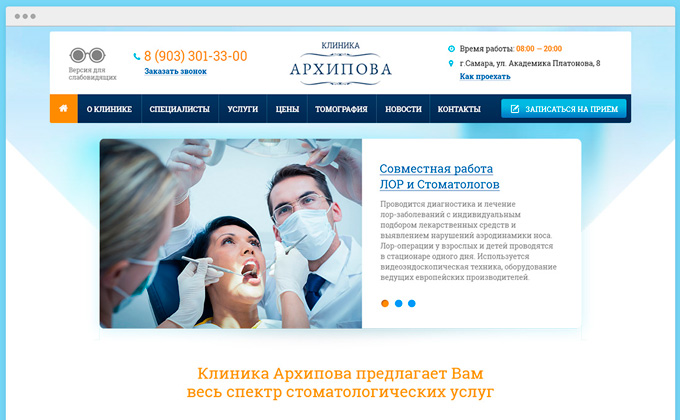 Версия для
слабовидящих
8 (903) 301-33-00
Заказать звонок
КЛИНИКА
АРХИПОВА
Время работы: 08:00 — 20:00
г.Самара, ул. Академика Платонова, 8
Как проехать
О КЛИНИКЕ СПЕЦИАЛИСТЫ УСЛУГИ ЦЕНЫ ТОМОГРАФИЯ НОВОСТИ КОНТАКТЫ ЗАПИСАТЬСЯ НА ПРИЁМ
Совместная работа
ЛОР и Стоматологов
Проводится диагностика и лечение
лор-заболеваний с индивидуальным
подбором лекарственных средств и
выявлением нарушений аэродинамики носа.
Лор-операции у взрослых и детей проводятся
в стационаре одного дня. Используется
видеоэндоскопическая техника, оборудование
ведущих европейских производителей.
Клиника Архипова предлагает Вам
весь спектр стоматологических услуг